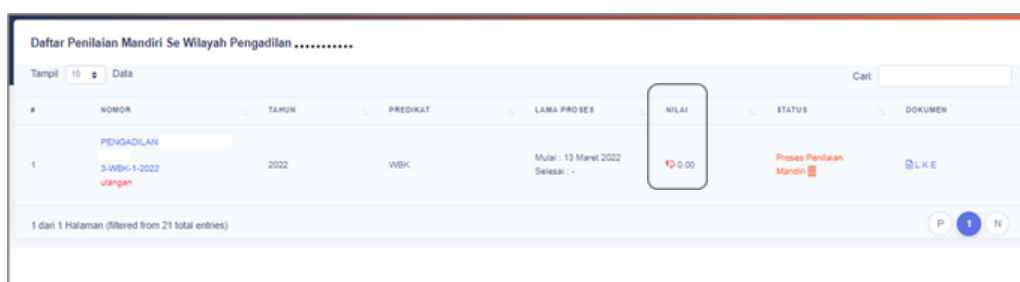 Daftar Penilaian Mandiri Se Wilayah Pengadilan ...........
Tampil 10 Data
Cari:
# NOMOR TAHUN PREDIKAT LAMA PROSES NILAI STATUS DOKUMEN
PENGADILAN
1 3-WBK-1-2022 2022 WBK Mulai : 13 Maret 2022 0.00 Proses Penilaian L K E
ulangan Selesai : - Mandiri
1 dari 1 Halaman (filtered from 21 total entries)
P 1 N